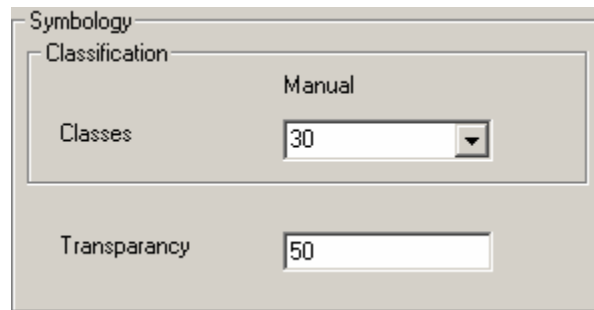 Symbology
Classification
Manual
Classes 30
Transparancy 50